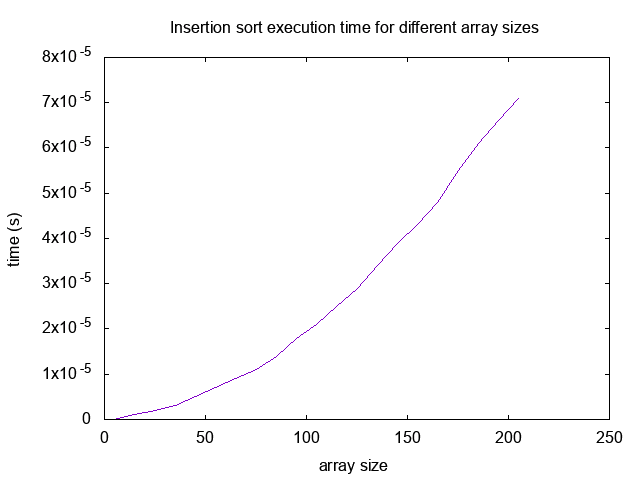 Insertion sort execution time for different array sizes
8x10^-5
7x10^-5
6x10^-5
5x10^-5
4x10^-5
3x10^-5
2x10^-5
1x10^-5
0
time (s)
0 50 100 150 200 250
array size